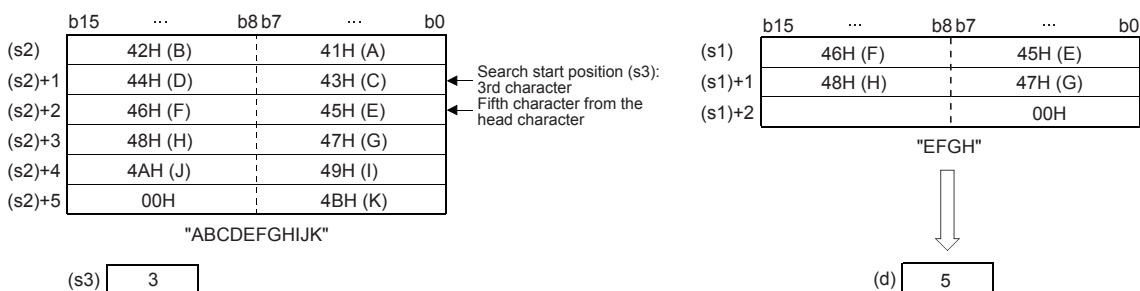 b15 ... b8 b7 ... b0
(s2) 42H (B) 41H (A)
(s2)+1 44H (D) 43H (C)
(s2)+2 46H (F) 45H (E)
(s2)+3 48H (H) 47H (G)
(s2)+4 4AH (J) 49H (I)
(s2)+5 00H 4BH (K)
"ABCDEFGHIJK"
(s3) 3
Search start position (s3):
3rd character
Fifth character from the
head character
b15 ... b8 b7 ... b0
(s1) 46H (F) 45H (E)
(s1)+1 48H (H) 47H (G)
(s1)+2 00H
"EFGH"
(d) 5